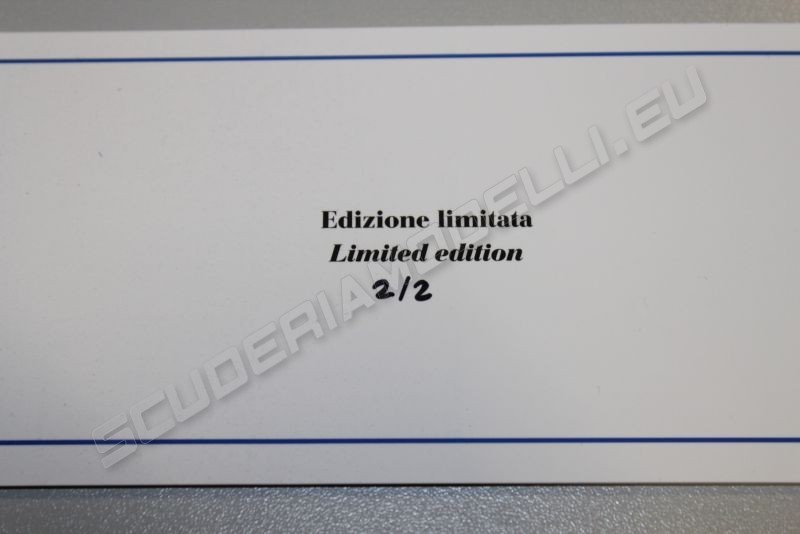 Edizione limitata
Limited edition
2/2
SCUDERIAMODELLI.EU